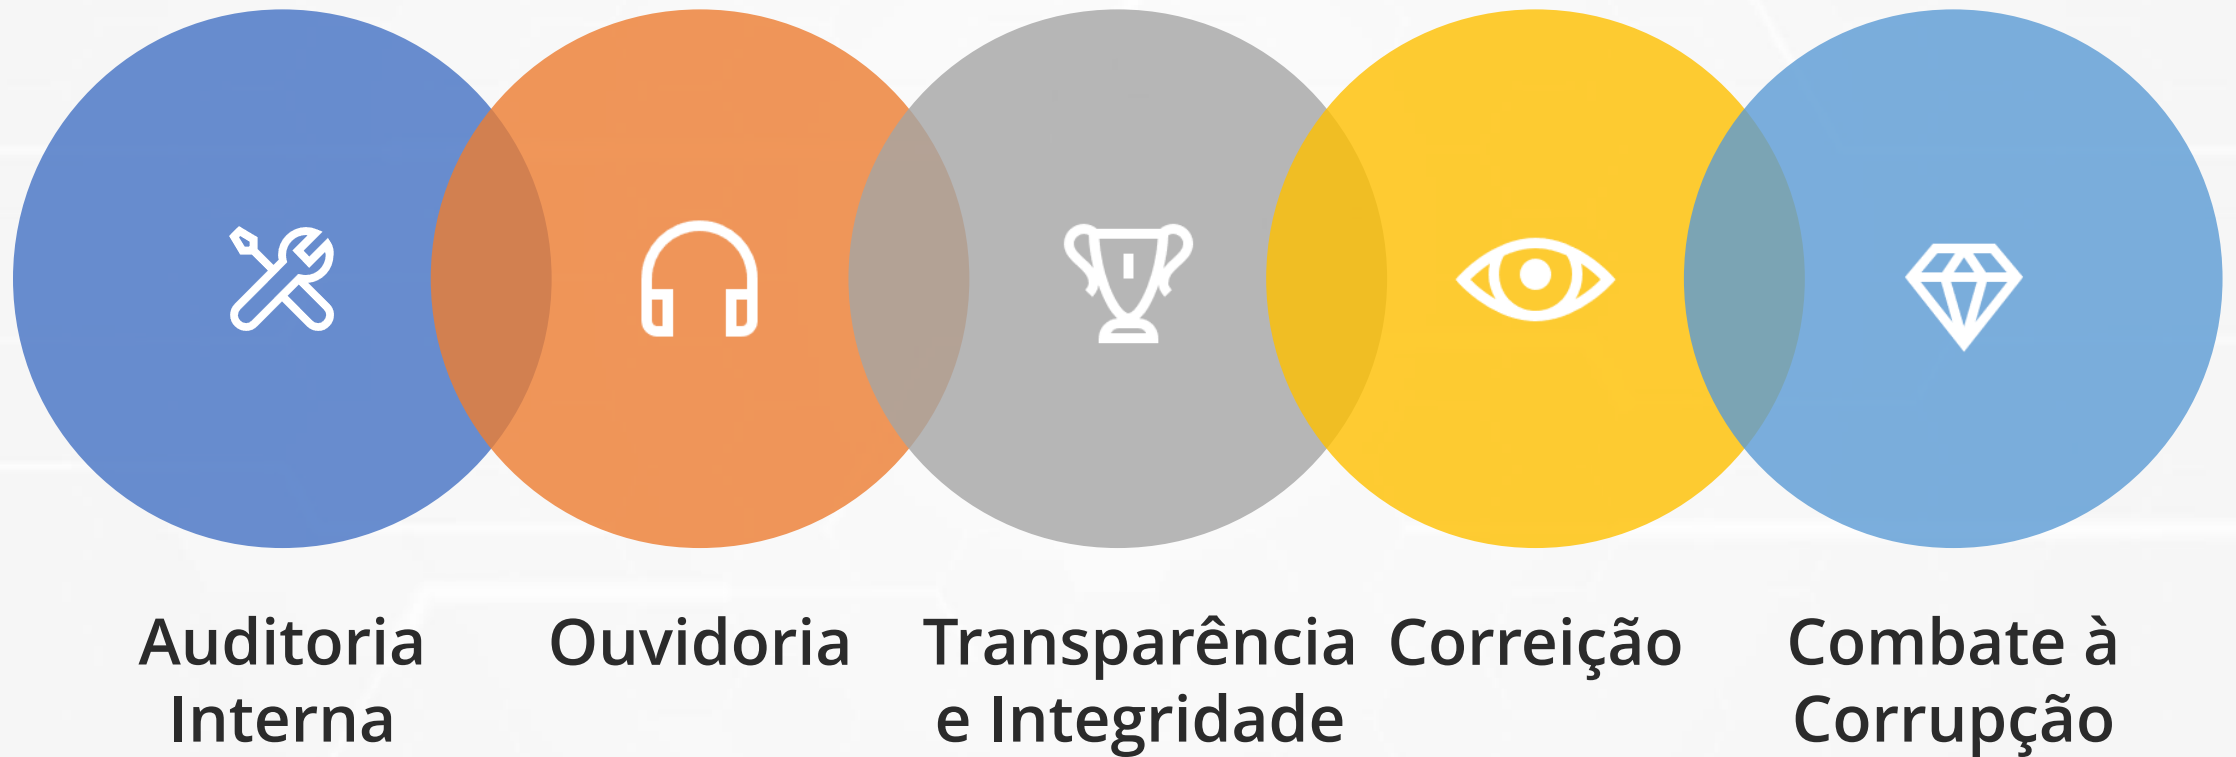 Auditoria
Interna
Ouvidoria
Transparência
e Integridade
Correição
Combate à
Corrupção